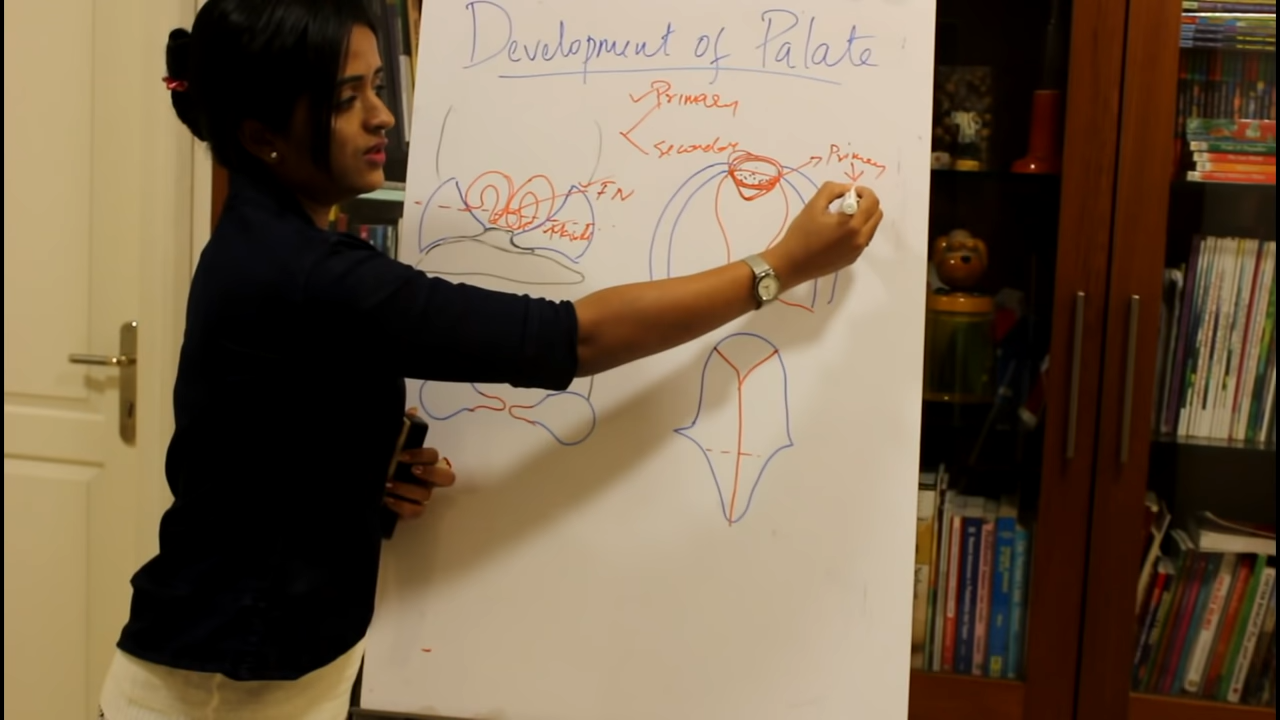 Development of Palate
Primary
Secondary
Primary
FN